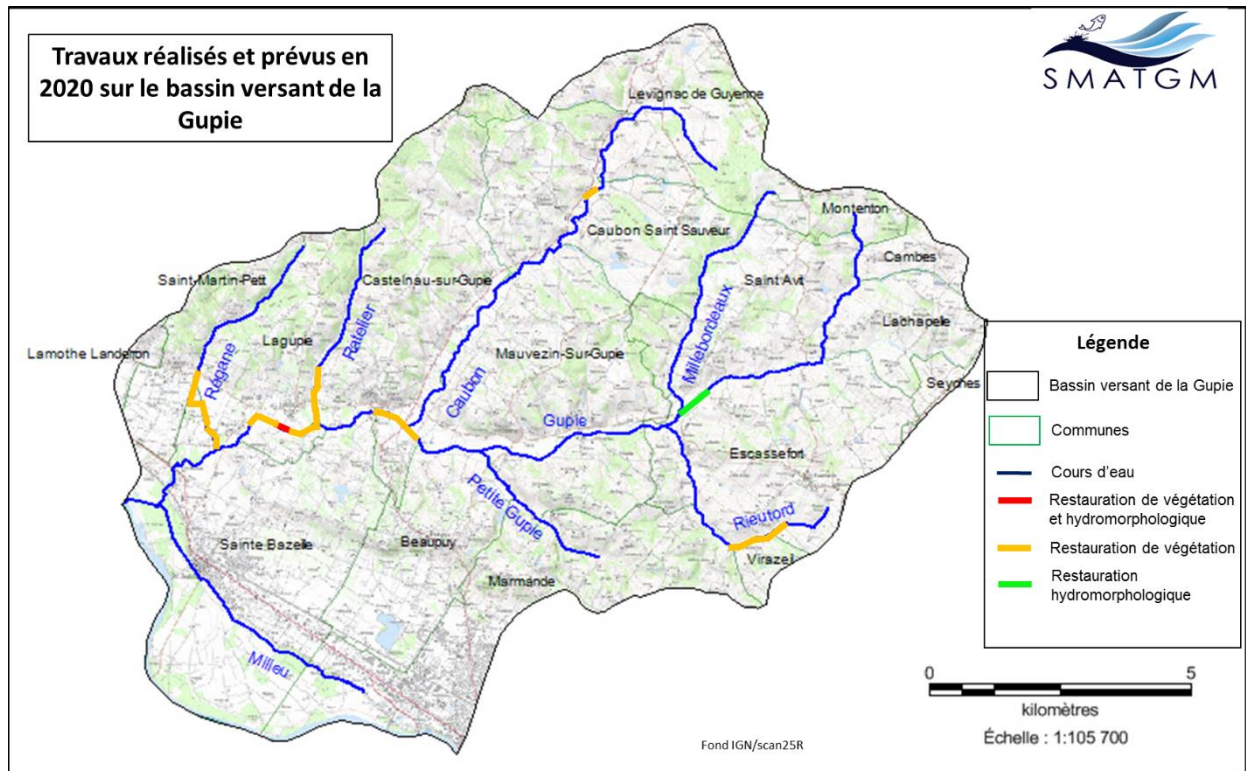 Travaux réalisés et prévus en
2020 sur le bassin versant de la
Gupie
SMATGM
Levignac de Guyenne
Montenton
Caubon Saint Sauveur
Cambes
Saint-Martin-Petit
Castelnau-sur-Gupie
Saint Avit
Lachapelle
Lamothe Landeron
Lagupie
Ratelier
Régane
Caubon
Mauvezin-Sur-Gupie
Millebordeaux
Seyches
Gupie
Escassefort
Petite Gupie
Rieutord
Sainte Bazeille
Beaupuy
Virazeil
Marmande
Milieu
Légende
Bassin versant de la Gupie
Communes
Cours d'eau
Restauration de végétation
et hydromorphologique
Restauration de végétation
Restauration
hydromorphologique
0 5
kilomètres
Échelle : 1:105 700
Fond IGN/scan25R